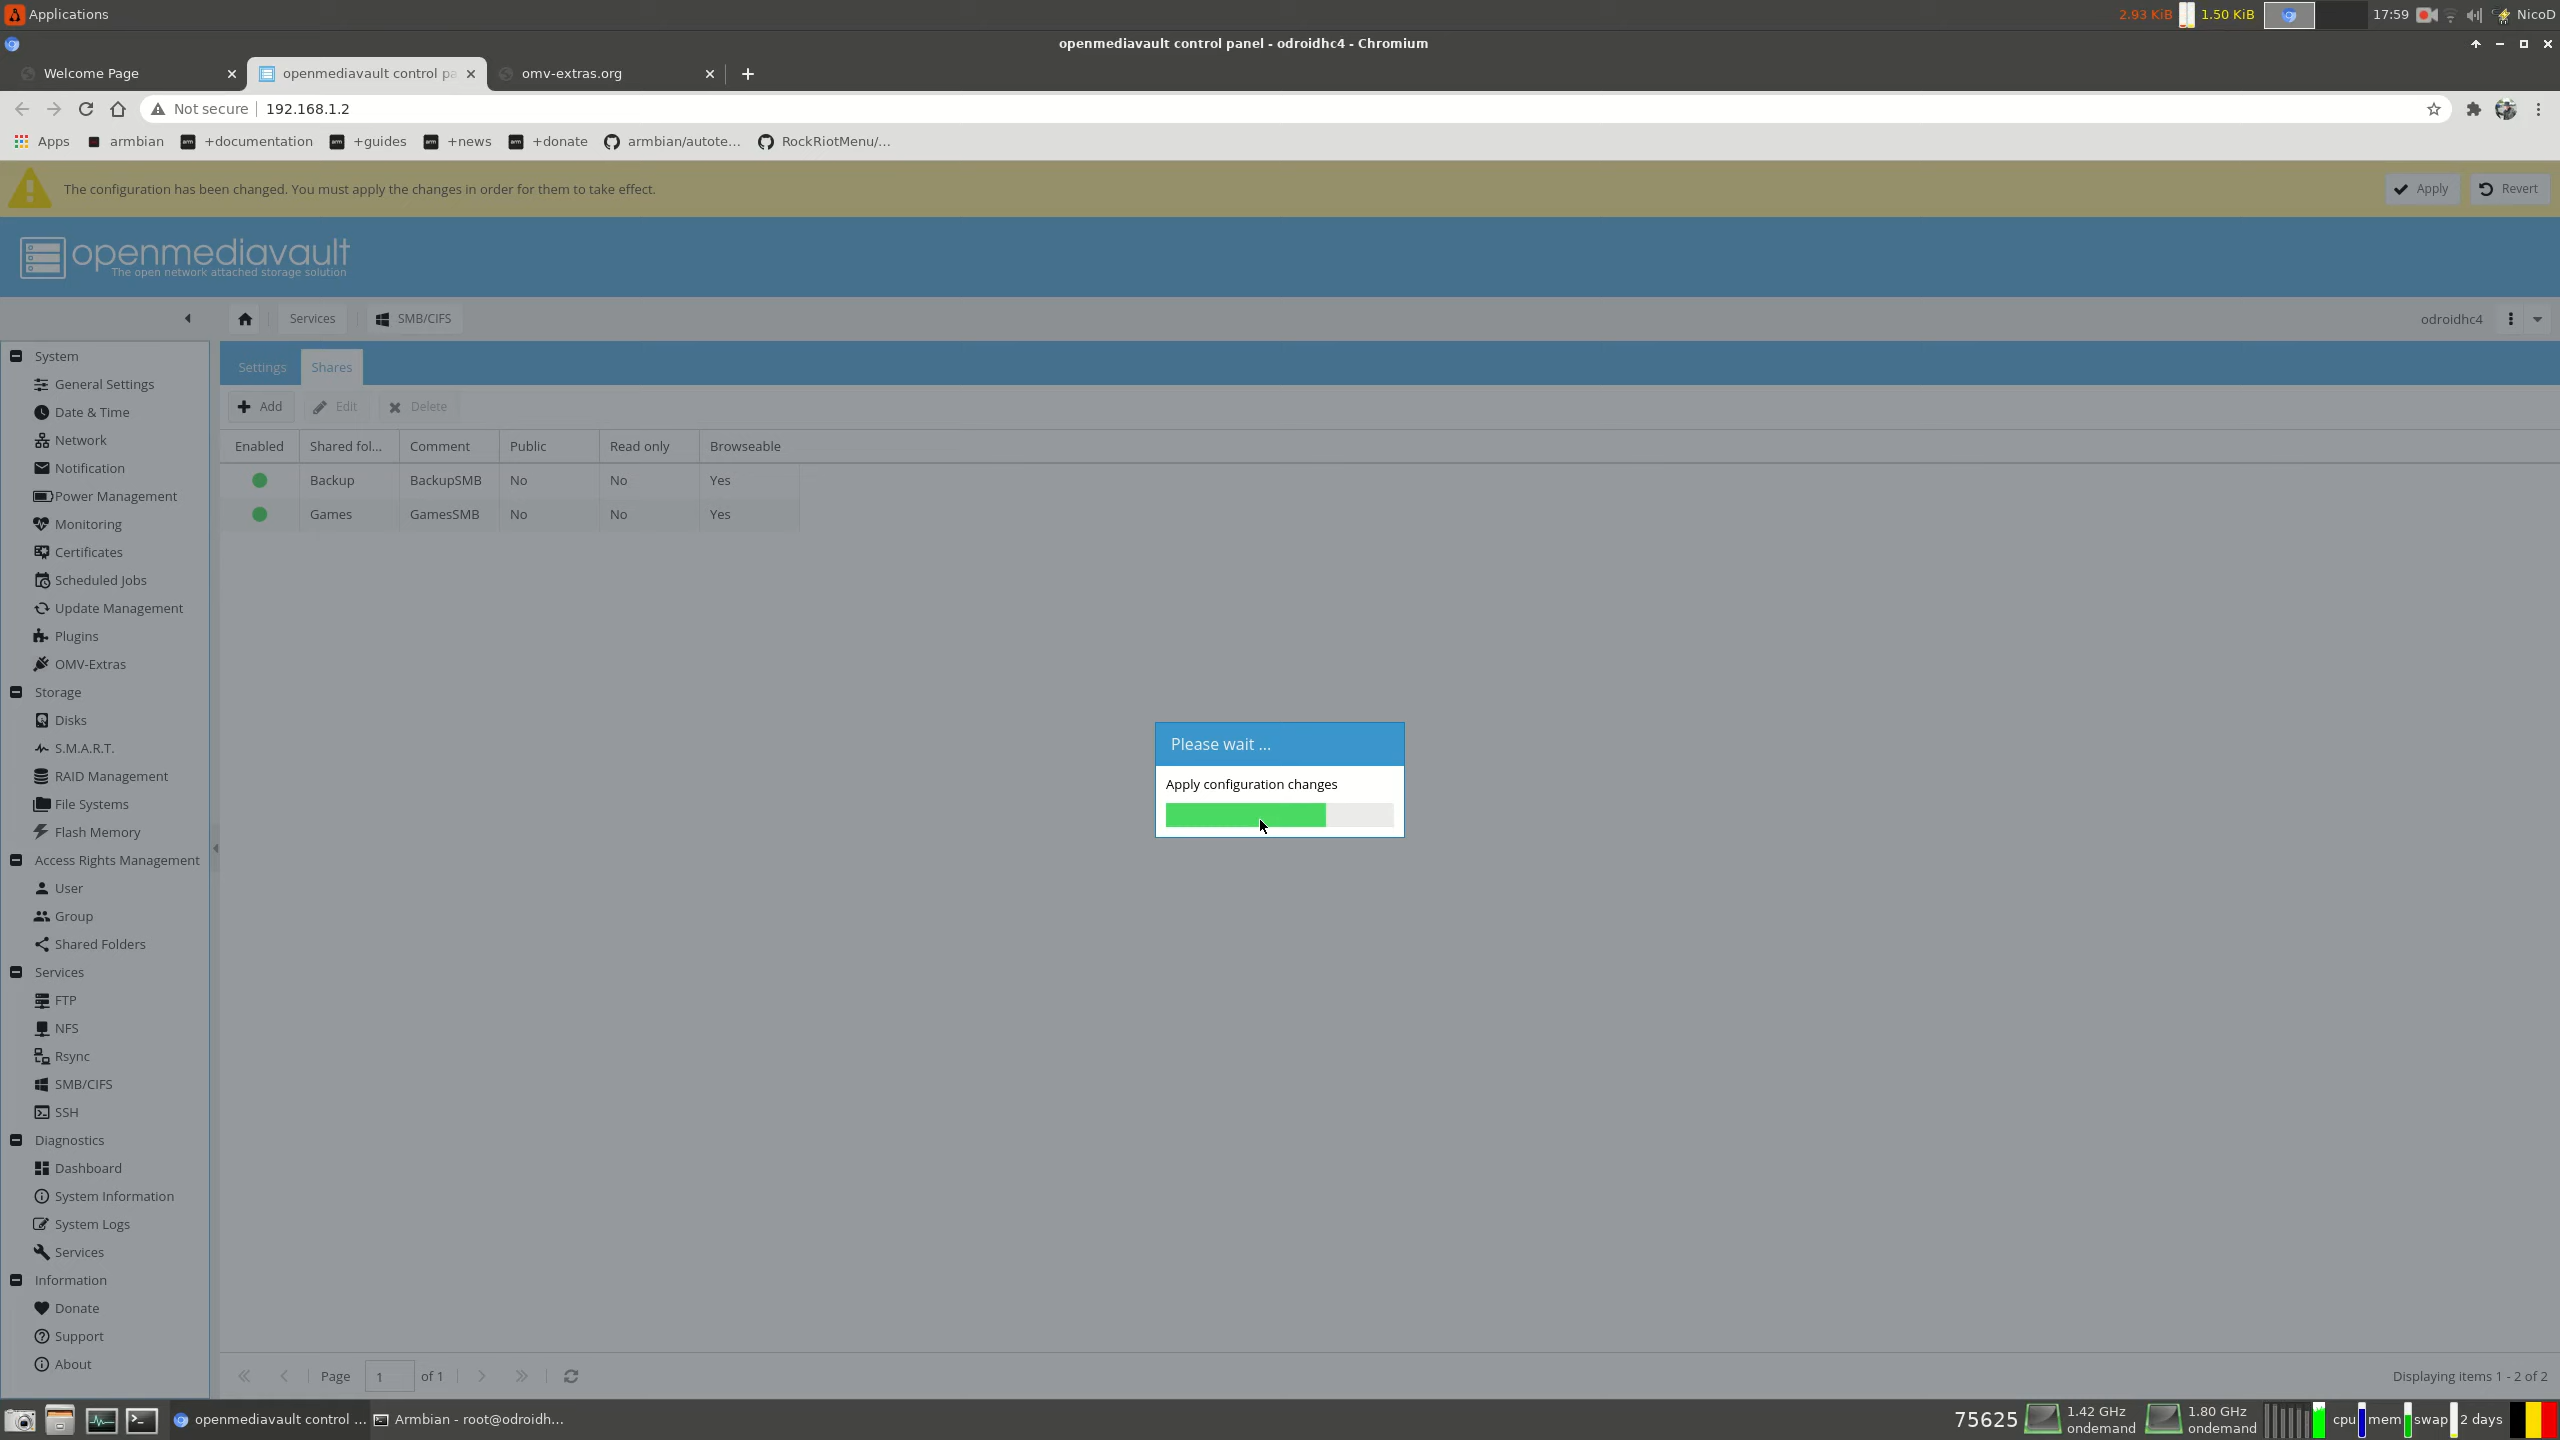 Applications
2.93 KiB 1.50 KiB 17:59 NicoD
openmediavault control panel - odroidhc4 - Chromium
Welcome Page openmediavault control pa omv-extras.org
Not secure 192.168.1.2
Apps armbian +documentation +guides +news +donate armbian/autote... RockRiotMenu/...
The configuration has been changed. You must apply the changes in order for them to take effect. Apply Revert
openmediavault
The open network attached storage solution
Services SMB/CIFS odroidhc4
System
General Settings
Date & Time
Network
Notification
Power Management
Monitoring
Certificates
Scheduled Jobs
Update Management
Plugins
OMV-Extras
Storage
Disks
S.M.A.R.T.
RAID Management
File Systems
Flash Memory
Access Rights Management
User
Group
Shared Folders
Services
FTP
NFS
Rsync
SMB/CIFS
SSH
Diagnostics
Dashboard
System Information
System Logs
Services
Information
Donate
Support
About
Settings Shares
Add Edit Delete
Enabled Shared fol... Comment Public Read only Browseable
Backup BackupSMB No No Yes
Games GamesSMB No No Yes
Please wait ...
Apply configuration changes
Page 1 of 1 Displaying items 1 - 2 of 2
openmediavault control ... Armbian - root@odroidh... 75625 1.42 GHz ondemand 1.80 GHz ondemand cpu mem swap 2 days